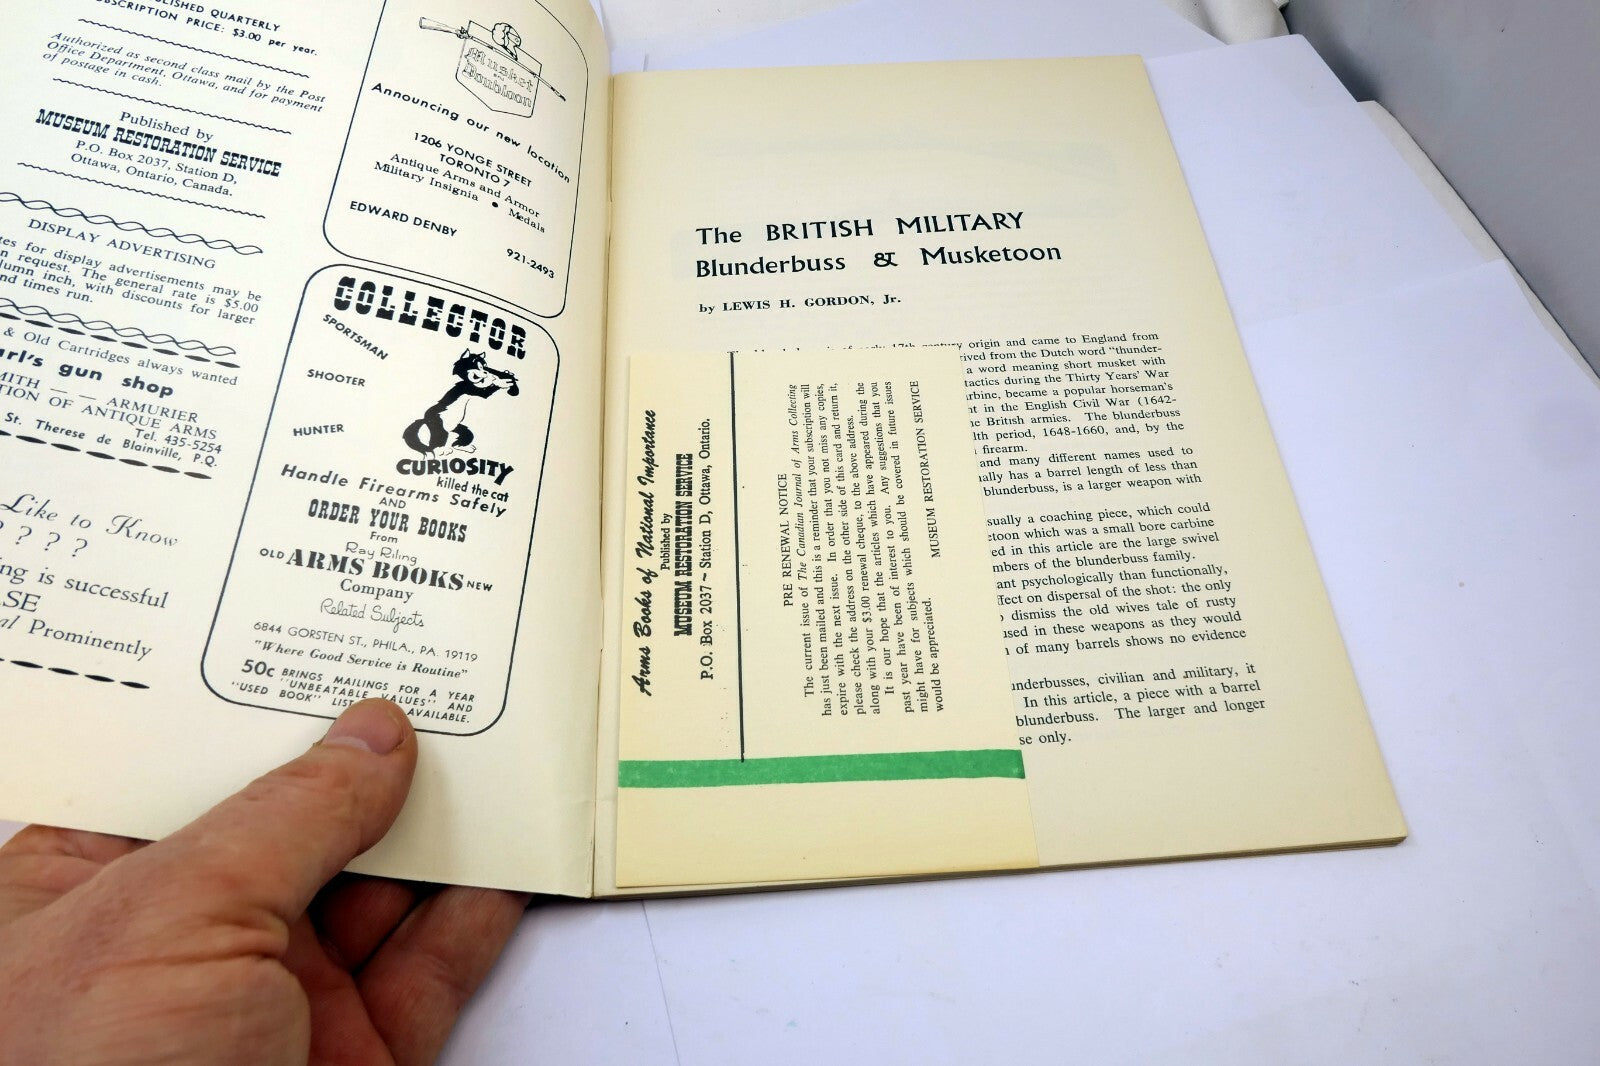 PUBLISHED QUARTERLY
SUBSCRIPTION PRICE: $3.00 per year.
Authorized as second class mail by the Post
Office Department, Ottawa, and for payment
of postage in cash.
Published by
MUSEUM RESTORATION SERVICE
P.O. Box 2037, Station D,
Ottawa, Ontario, Canada.
DISPLAY ADVERTISING
for display advertisements may be
request. The general rate is $5.00
column inch, with discounts for larger
and times run.
& Old Cartridges always wanted
gun shop
ARMURIER
OF ANTIQUE ARMS
Tel. 435-5254
St. Therese de Blainville, P.Q.
Like to Know
? ? ? ?
is successful
Prominently
Musket
Doubloon
Announcing our new location
1206 YONGE STREET
TORONTO 7
Antique Arms and Armor
Military Insignia • Medals
EDWARD DENBY
921-2493
COLLECTOR
SPORTSMAN
SHOOTER
HUNTER
CURIOSITY
killed the cat
Handle Firearms Safely
AND
ORDER YOUR BOOKS
From
Ray Riling
OLD ARMS BOOKS NEW
Company
Related Subjects
6844 GORSTEN ST., PHILA., PA. 19119
"Where Good Service is Routine"
50c BRINGS MAILINGS FOR A YEAR
"UNBEATABLE VALUES" AND
"USED BOOK" AVAILABLE.
The BRITISH MILITARY
Blunderbuss & Musketoon
by LEWIS H. GORDON, Jr.
of early 17th century origin and came to England from
from the Dutch word "thunder-
a word meaning short musket with
tactics during the Thirty Years' War
became a popular horseman's
in the English Civil War (1642-
British armies. The blunderbuss
period, 1648-1660, and, by the
firearm.
and many different names used to
has a barrel length of less than
blunderbuss, is a larger weapon with
a coaching piece, which could
which was a small bore carbine
in this article are the large swivel
of the blunderbuss family.
psychologically than functionally,
on dispersal of the shot: the only
dismiss the old wives tale of rusty
in these weapons as they would
of many barrels shows no evidence
civilian and military, it
In this article, a piece with a barrel
blunderbuss. The larger and longer
only.
Arms Books of National Importance
Published by
MUSEUM RESTORATION SERVICE
P.O. Box 2037 ~ Station D, Ottawa, Ontario.
PRE RENEWAL NOTICE
The current issue of The Canadian Journal of Arms Collecting
has just been mailed and this is a reminder that your subscription will
expire with the next issue. In order that you not miss any copies,
please check the address on the other side of this card and return it,
along with your $3.00 renewal cheque, to the above address.
It is our hope that the articles which have appeared during the
past year have been of interest to you. Any suggestions that you
might have for subjects which should be covered in future issues
would be appreciated.
MUSEUM RESTORATION SERVICE